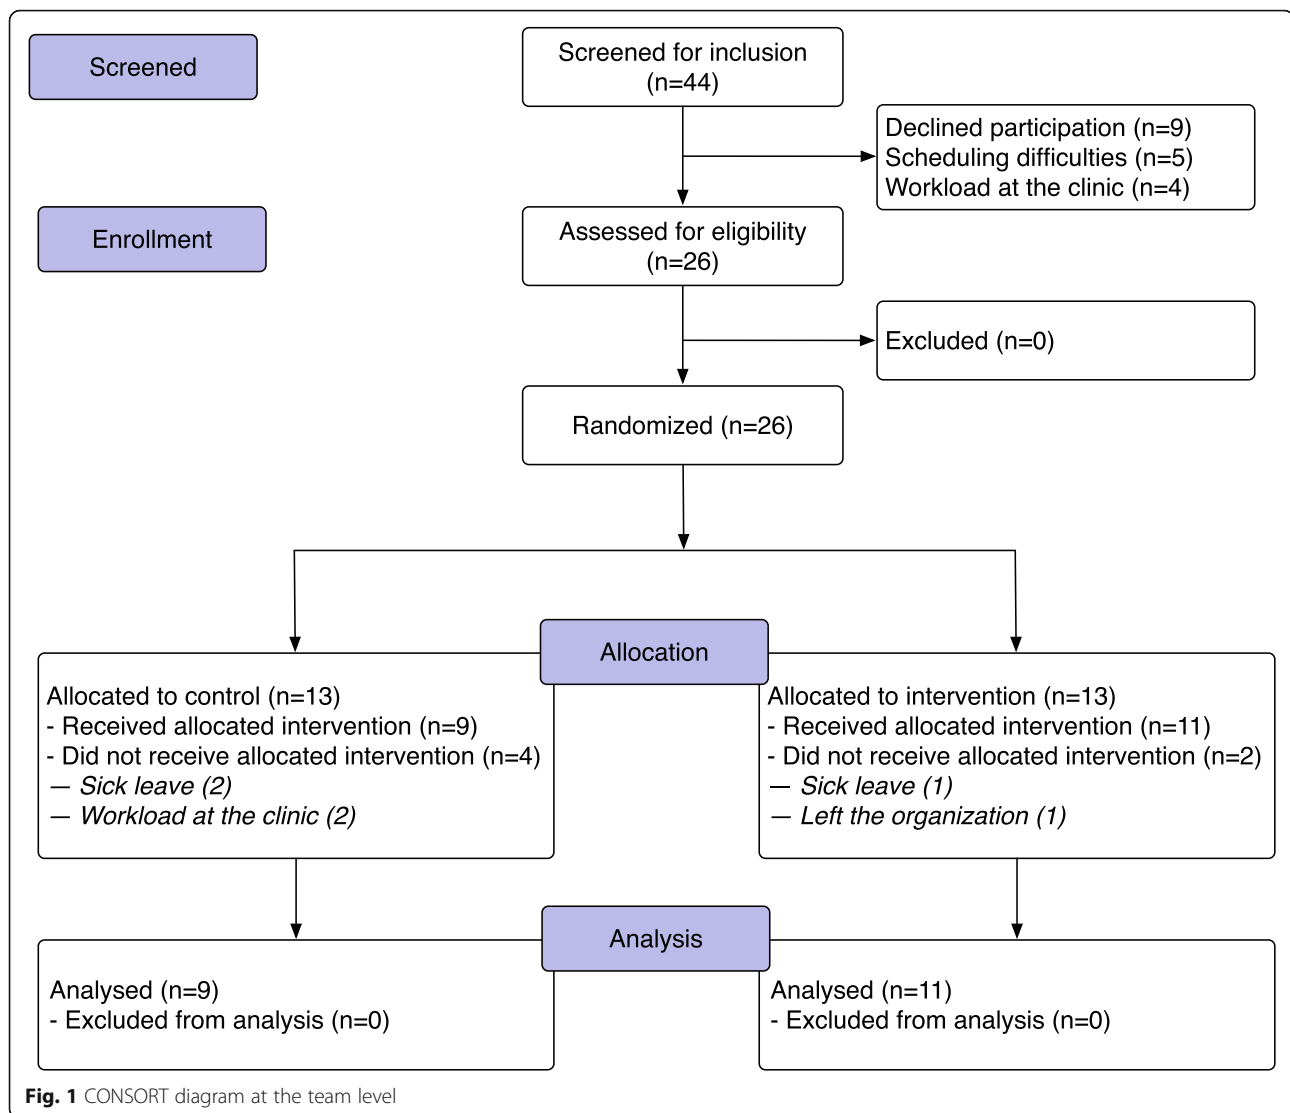 Screened
Screened for inclusion
(n=44)
Declined participation (n=9)
Scheduling difficulties (n=5)
Workload at the clinic (n=4)
Enrollment
Assessed for eligibility
(n=26)
Excluded (n=0)
Randomized (n=26)
Allocation
Allocated to control (n=13)
- Received allocated intervention (n=9)
- Did not receive allocated intervention (n=4)
— Sick leave (2)
— Workload at the clinic (2)
Allocated to intervention (n=13)
- Received allocated intervention (n=11)
- Did not receive allocated intervention (n=2)
— Sick leave (1)
— Left the organization (1)
Analysis
Analysed (n=9)
- Excluded from analysis (n=0)
Analysed (n=11)
- Excluded from analysis (n=0)
Fig. 1 CONSORT diagram at the team level